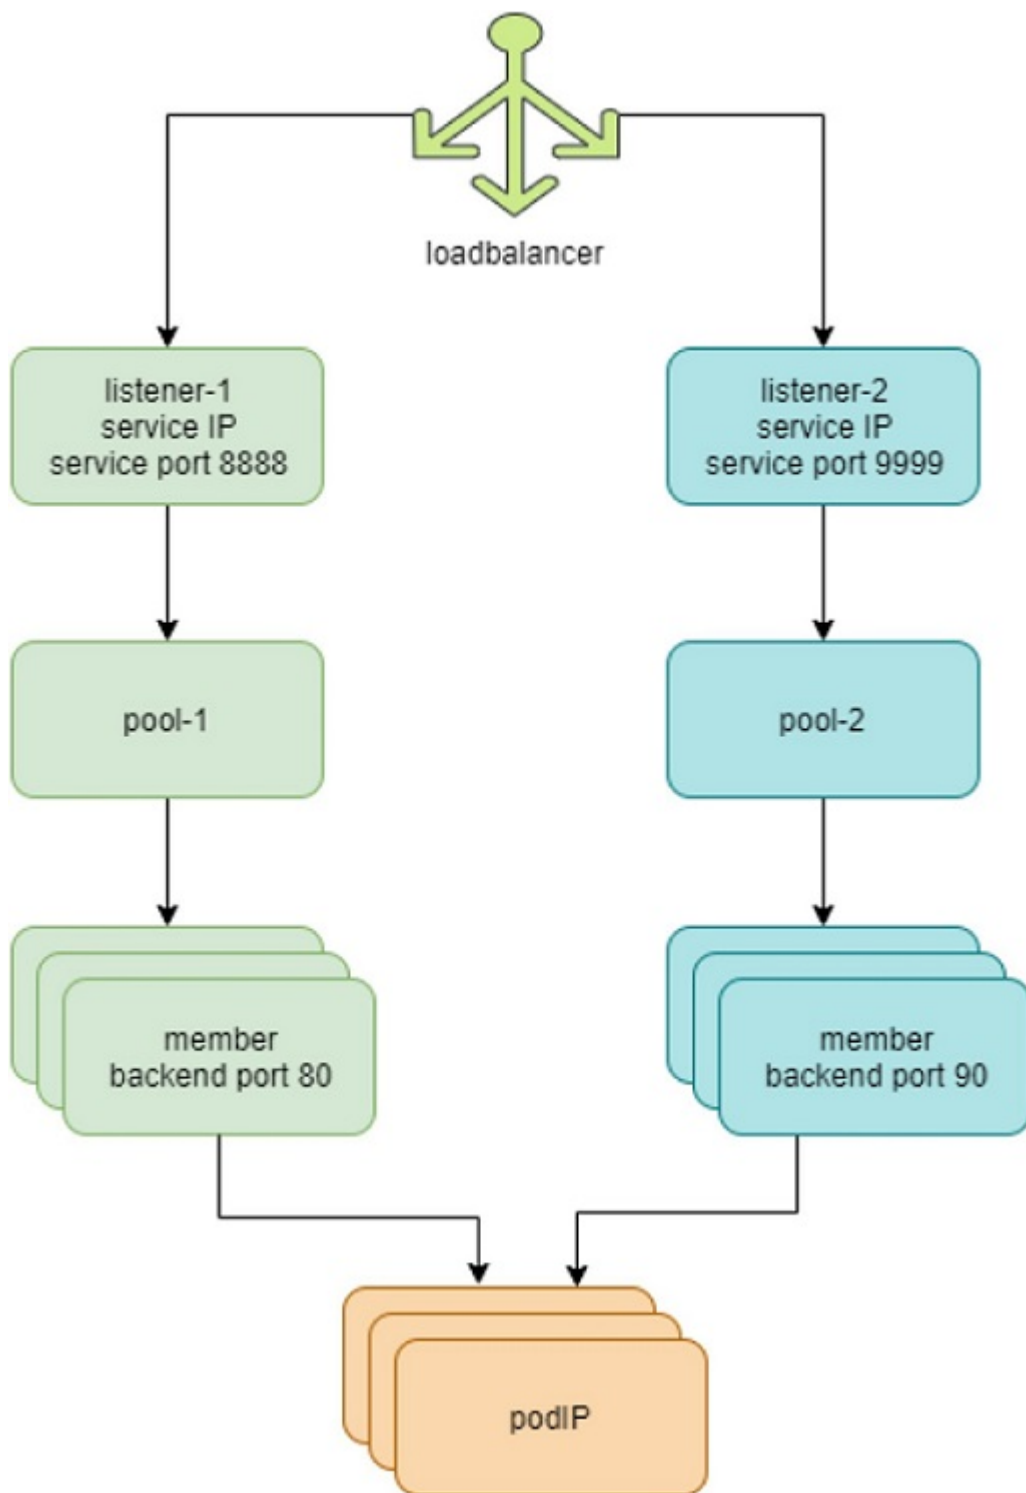 loadbalancer
listener-1
service IP
service port 8888
listener-2
service IP
service port 9999
pool-1
pool-2
member
backend port 80
member
backend port 90
podIP